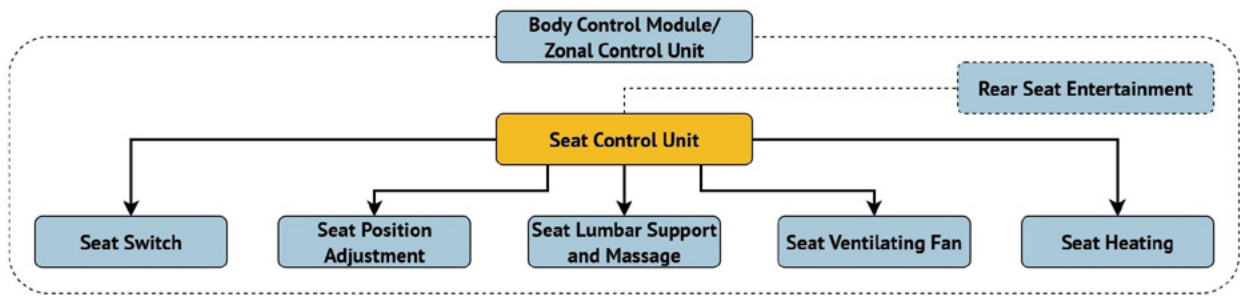 Body Control Module/
Zonal Control Unit
Rear Seat Entertainment
Seat Control Unit
Seat Switch
Seat Position
Adjustment
Seat Lumbar Support
and Massage
Seat Ventilating Fan
Seat Heating